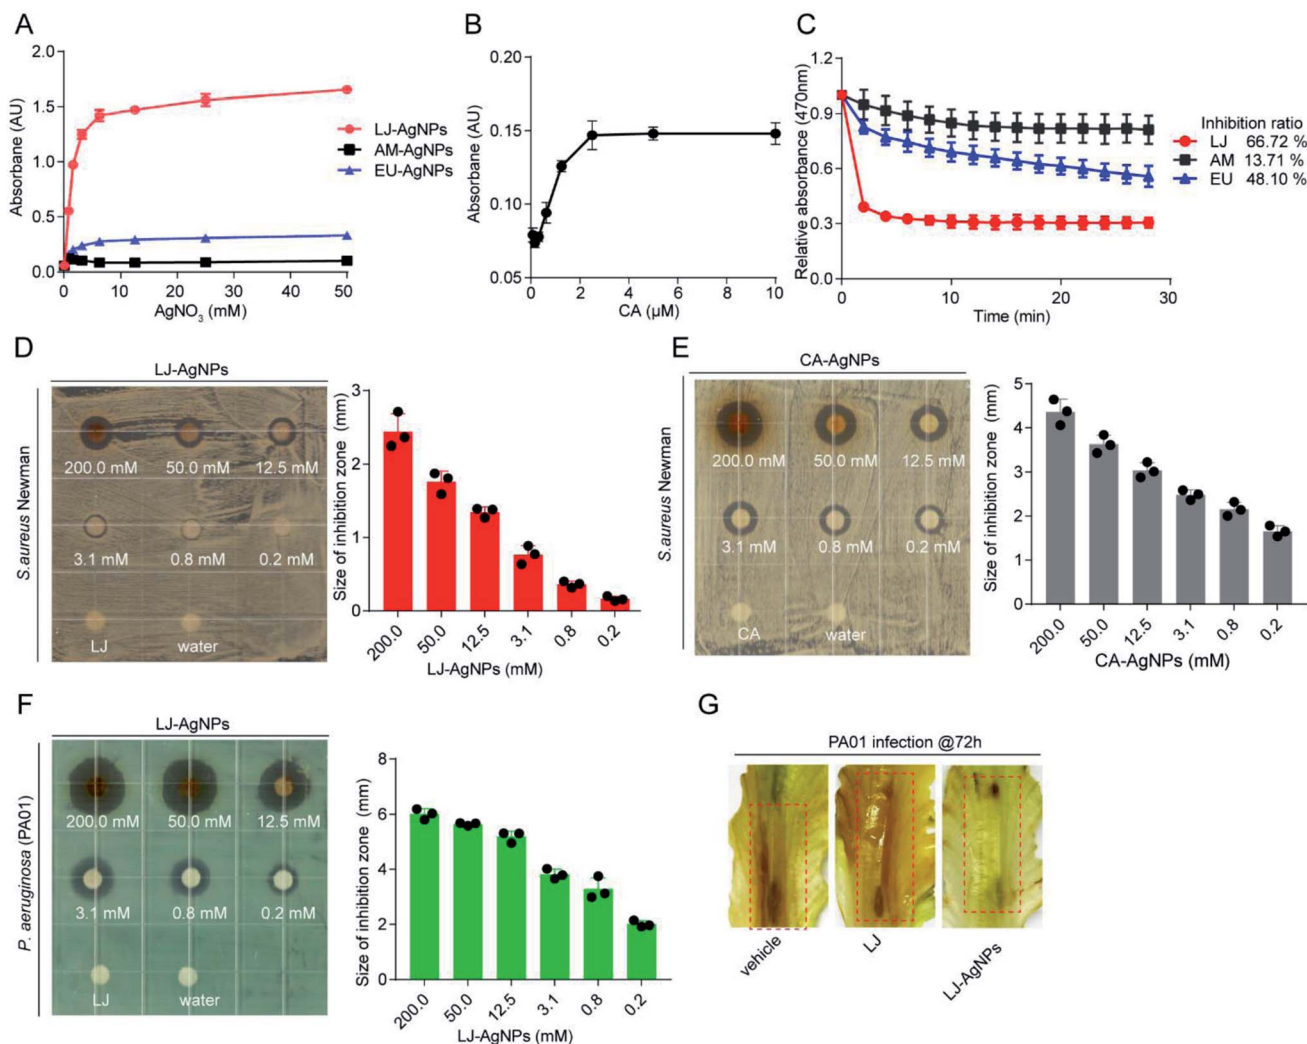 A
Absorbane (AU)
2.0
1.5
1.0
0.5
0.0
0 10 20 30 40 50
AgNO3 (mM)
LJ-AgNPs
AM-AgNPs
EU-AgNPs
B
Absorbane (AU)
0.20
0.15
0.10
0.05
0 2 4 6 8 10
CA (µM)
C
Relative absorbance (470nm)
1.2
0.9
0.6
0.3
0.0
0 10 20 30
Time (min)
Inhibition ratio
LJ 66.72 %
AM 13.71 %
EU 48.10 %
D
LJ-AgNPs
S.aureus Newman
200.0 mM 50.0 mM 12.5 mM
3.1 mM 0.8 mM 0.2 mM
LJ water
Size of inhibition zone (mm)
3
2
1
0
200.0 50.0 12.5 3.1 0.8 0.2
LJ-AgNPs (mM)
E
CA-AgNPs
S.aureus Newman
200.0 mM 50.0 mM 12.5 mM
3.1 mM 0.8 mM 0.2 mM
CA water
Size of inhibition zone (mm)
5
4
3
2
1
0
200.0 50.0 12.5 3.1 0.8 0.2
CA-AgNPs (mM)
F
LJ-AgNPs
P. aeruginosa (PA01)
200.0 mM 50.0 mM 12.5 mM
3.1 mM 0.8 mM 0.2 mM
LJ water
Size of inhibition zone (mm)
8
6
4
2
0
200.0 50.0 12.5 3.1 0.8 0.2
LJ-AgNPs (mM)
G
PA01 infection @72h
vehicle
LJ
LJ-AgNPs